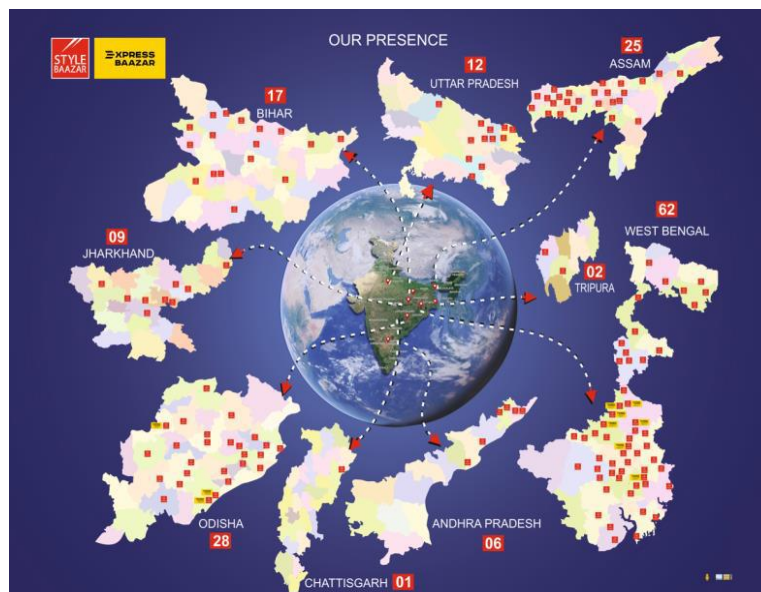 OUR PRESENCE
STYLE
BAAZAR
EXPRESS
BAAZAR
17
BIHAR
12
UTTAR PRADESH
25
ASSAM
09
JHARKHAND
62
WEST BENGAL
02
TRIPURA
ODISHA
28
CHATTISGARH 01
ANDHRA PRADESH
06